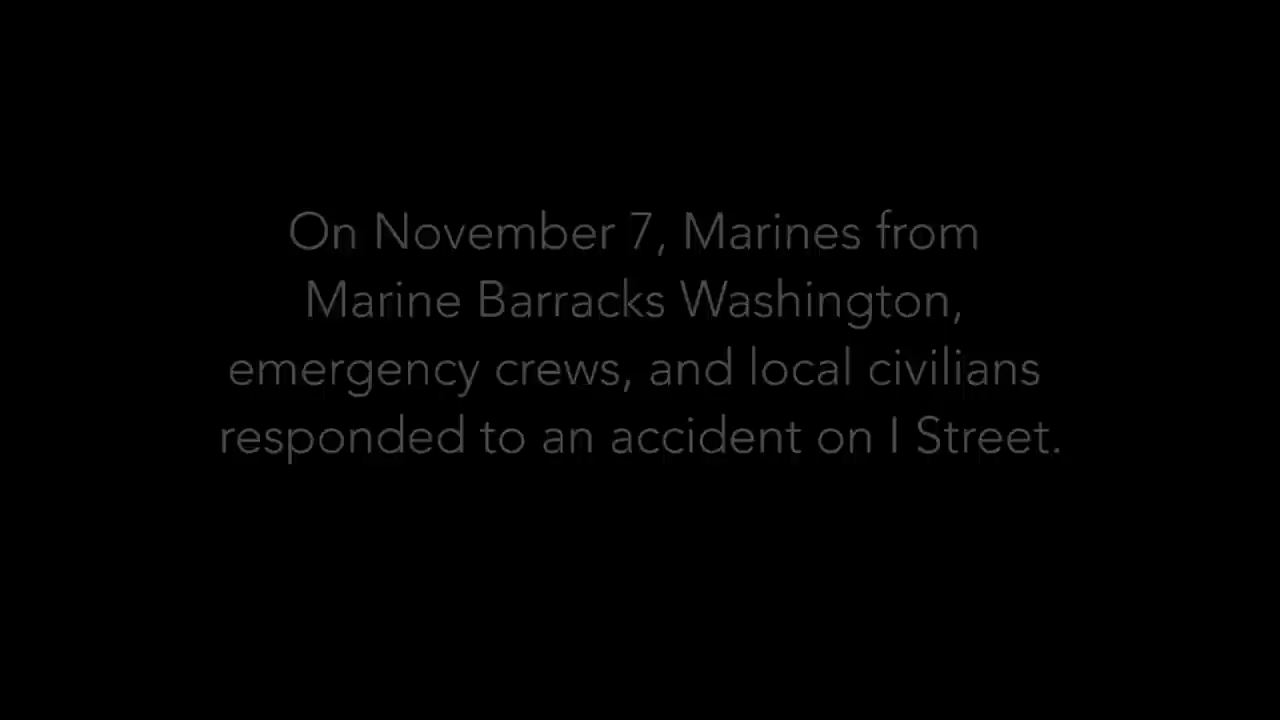 On November 7, Marines from
Marine Barracks Washington,
emergency crews, and local civilians
responded to an accident on I Street.